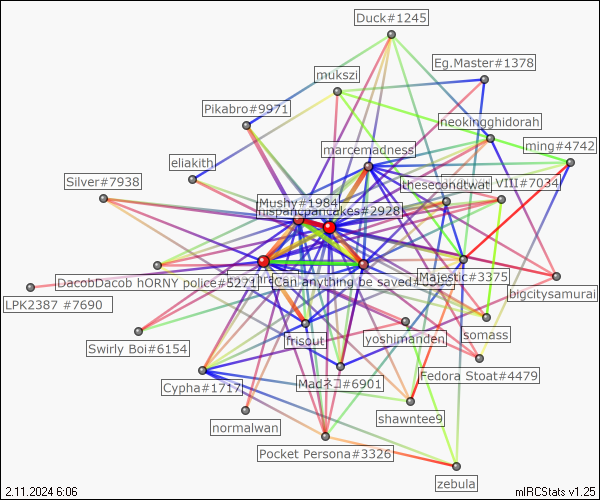 Duck#1245
Eg.Master#1378
mukszi
Pikabro#9971
neokingghidorah
ming#4742
marcemadness
eliakith
Silver#7938
thesecondtwat
VIII#7034
Mushy#1984
hispanicpancakes#2928
DacobDacob hORNY police#5271
Can anything be saved#
Majestic#3375
LPK2387 #7690
bigcitysamurai
Swirly Boi#6154
frisout
yoshimanden
somass
Cypha#1717
Madネコ#6901
Fedora Stoat#4479
shawntee9
normalwan
Pocket Persona#3326
zebula
2.11.2024 6:06
mIRCStats v1.25